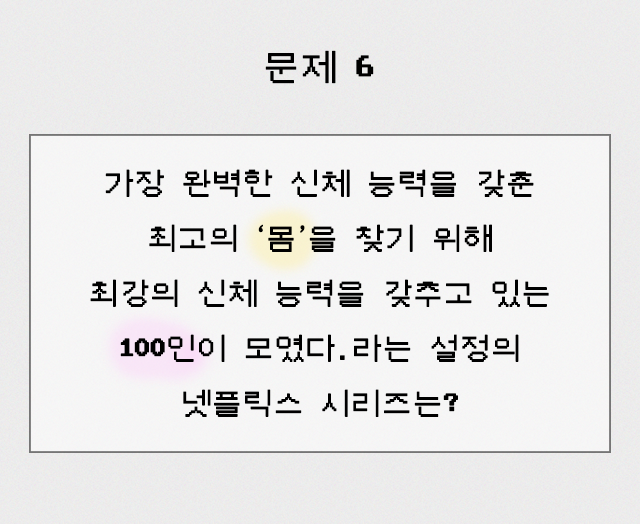 문제 6
가장 완벽한 신체 능력을 갖춘
최고의 ‘몸’을 찾기 위해
최강의 신체 능력을 갖추고 있는
100인이 모였다.라는 설정의
넷플릭스 시리즈는?